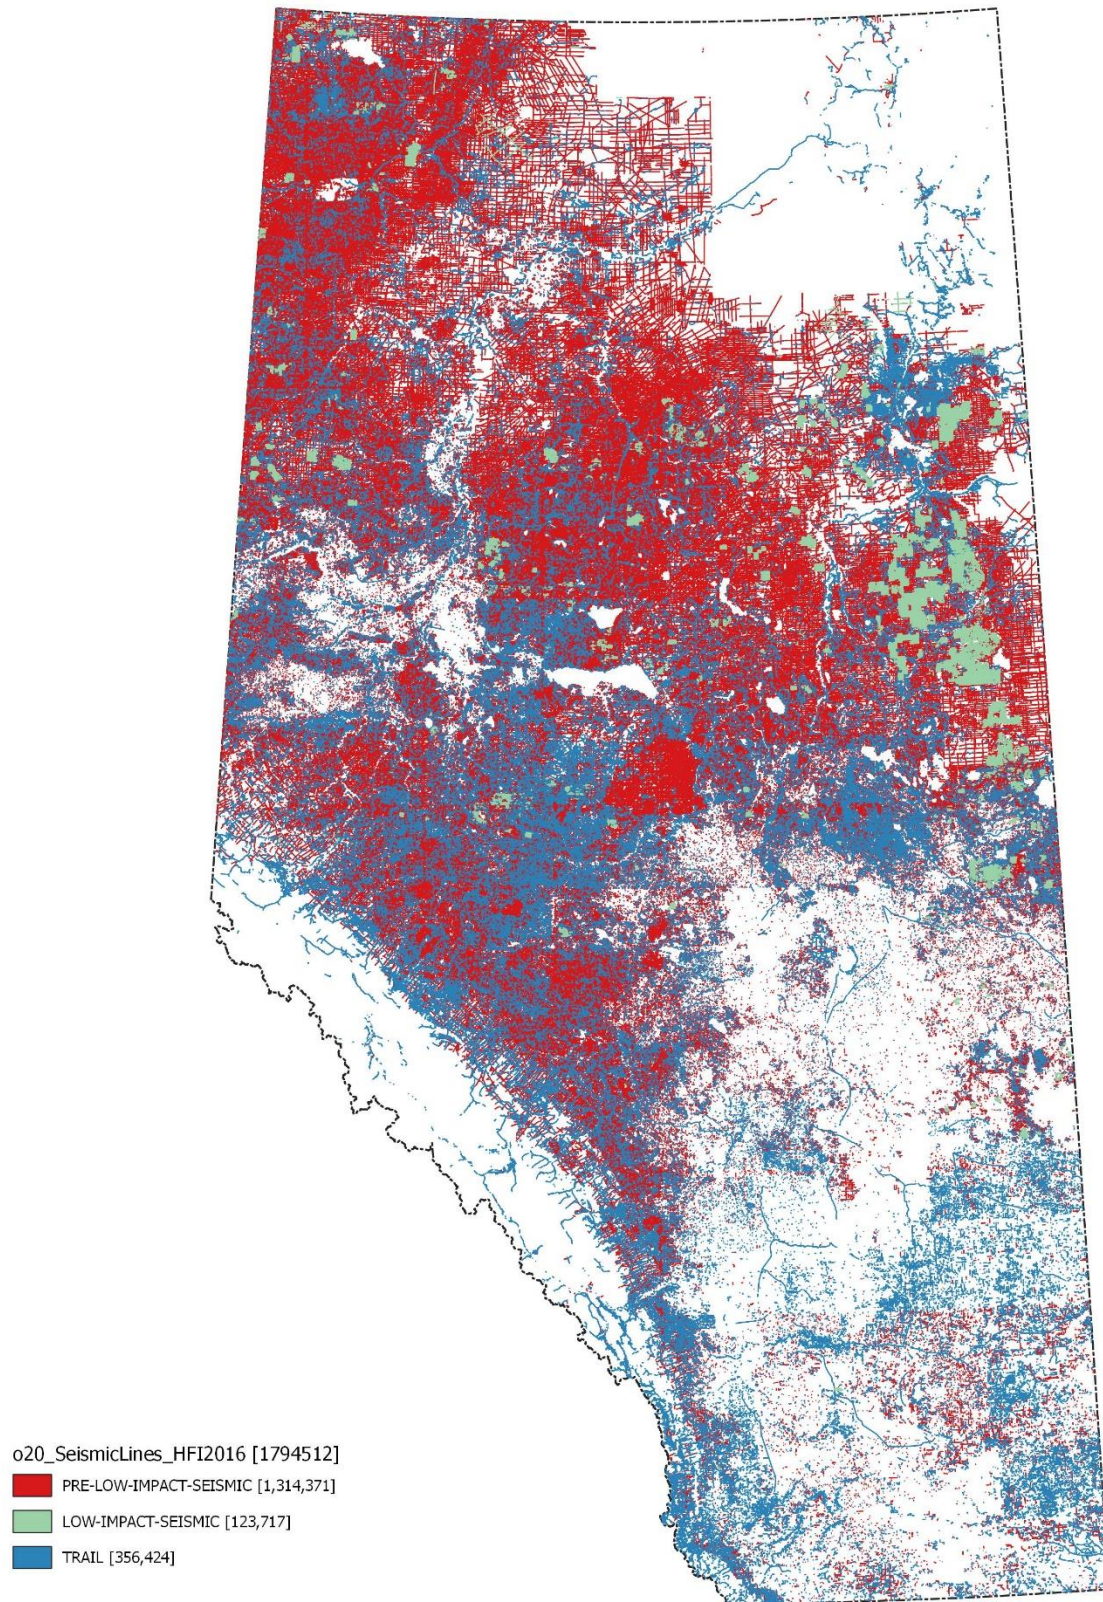 o20_SeismicLines_HFI2016 [1794512]
PRE-LOW-IMPACT-SEISMIC [1,314,371]
LOW-IMPACT-SEISMIC [123,717]
TRAIL [356,424]